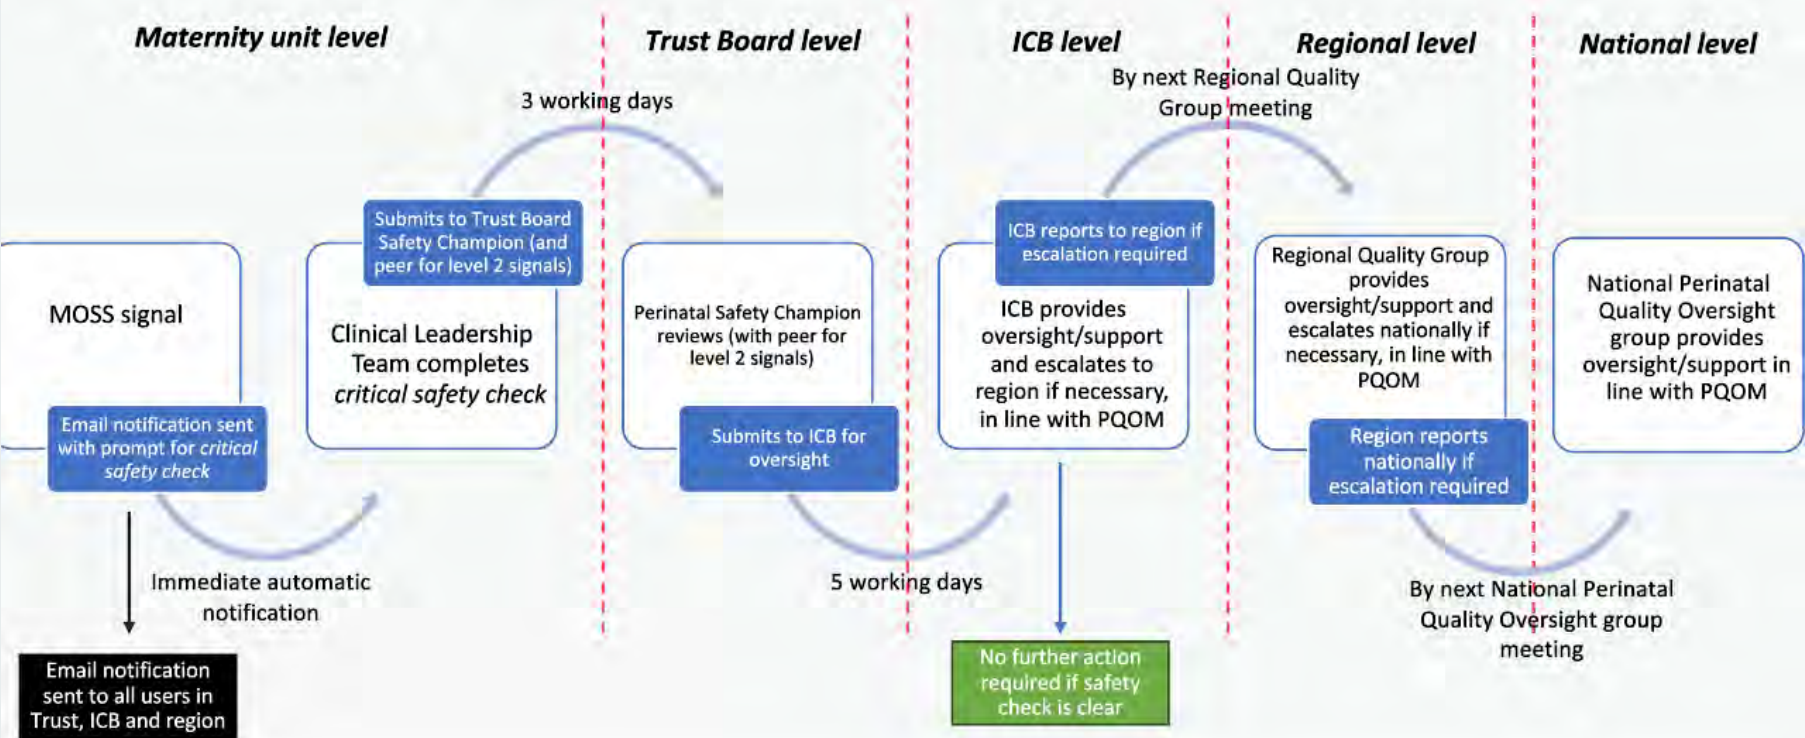 Maternity unit level
Trust Board level
ICB level
Regional level
National level
3 working days
By next Regional Quality
Group meeting
MOSS signal
Email notification sent
with prompt for critical
safety check
Immediate automatic
notification
Email notification
sent to all users in
Trust, ICB and region
Submits to Trust Board
Safety Champion (and
peer for level 2 signals)
Clinical Leadership
Team completes
critical safety check
Perinatal Safety Champion
reviews (with peer for
level 2 signals)
Submits to ICB for
oversight
5 working days
ICB reports to region if
escalation required
ICB provides
oversight/support
and escalates to
region if necessary,
in line with PQOM
No further action
required if safety
check is clear
Regional Quality Group
provides
oversight/support and
escalates nationally if
necessary, in line with
PQOM
Region reports
nationally if
escalation required
By next National Perinatal
Quality Oversight group
meeting
National Perinatal
Quality Oversight
group provides
oversight/support in
line with PQOM